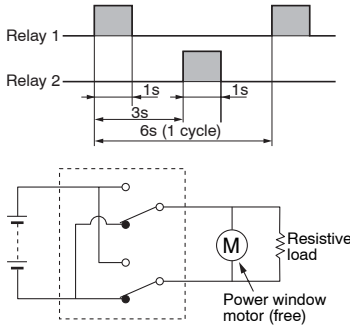 Relay 1
Relay 2
1s
1s
3s
6s (1 cycle)
M
Resistive
load
Power window
motor (free)